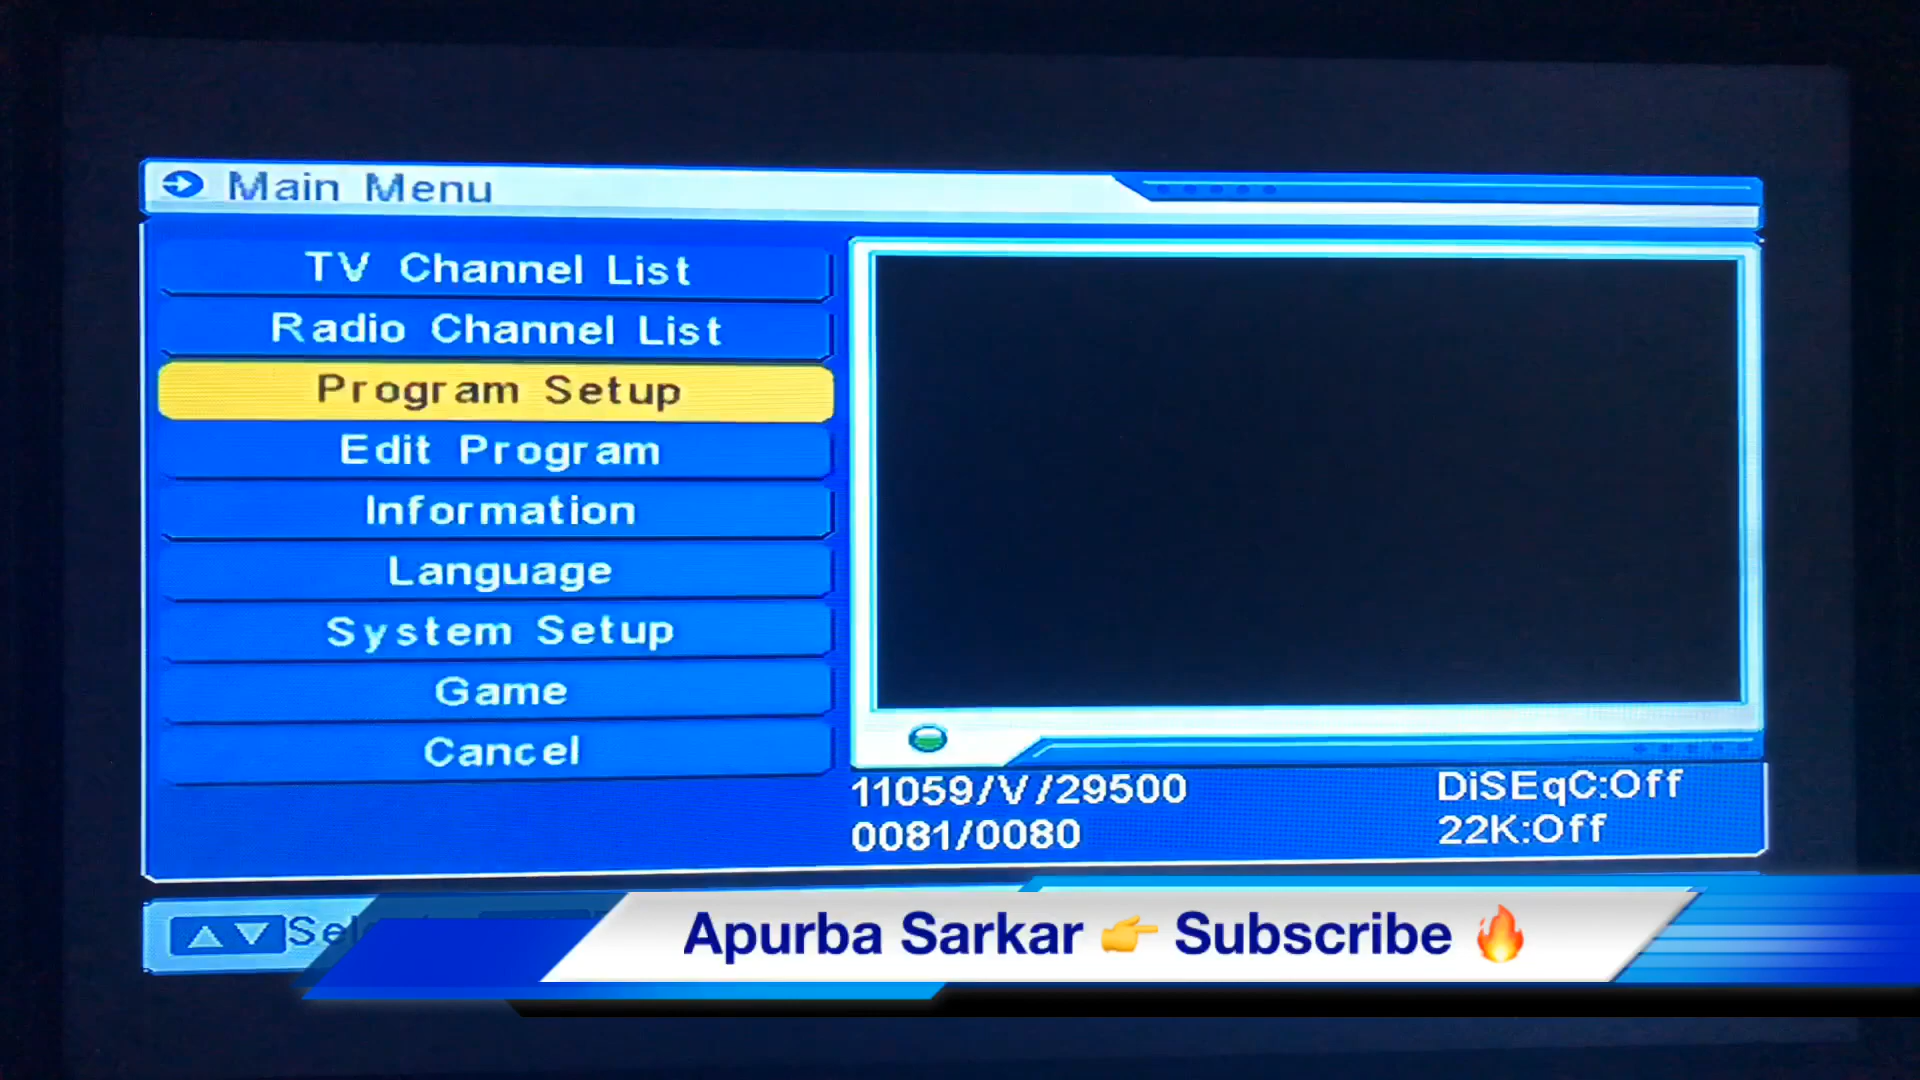 Main Menu
TV Channel List
Radio Channel List
Program Setup
Edit Program
Information
Language
System Setup
Game
Cancel
11059/V/29500
DiSEqC:Off
0081/0080
22K:Off
Apurba Sarkar 👉 Subscribe 🔥